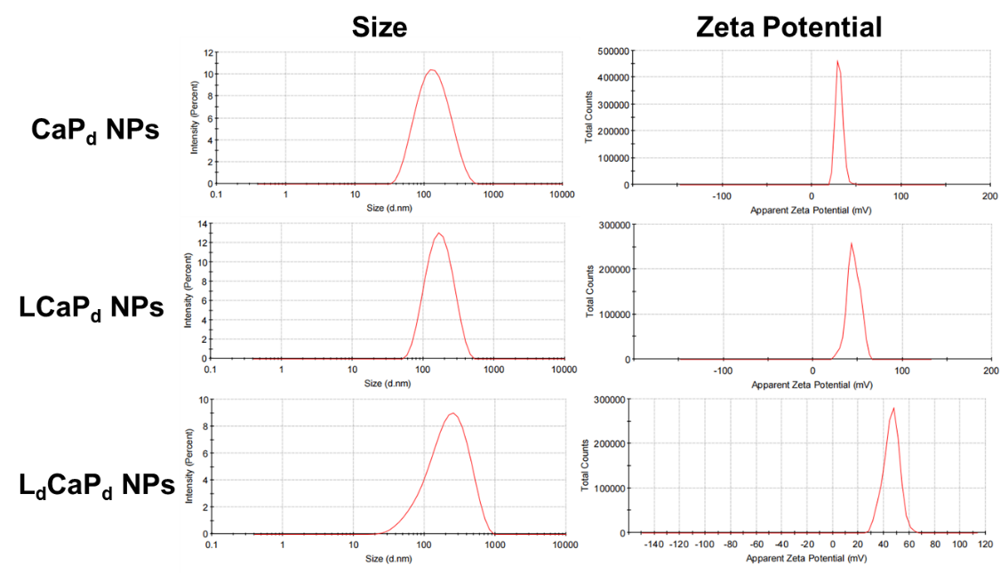 Size
Zeta Potential
CaPd NPs
Intensity (Percent)
12
10
8
6
4
2
0
0.1 1 10 100 1000 10000
Size (d.nm)
Total Counts
500000
400000
300000
200000
100000
0
-100 0 100 200
Apparent Zeta Potential (mV)
LCaPd NPs
Intensity (Percent)
14
12
10
8
6
4
2
0
0.1 1 10 100 1000 10000
Size (d.nm)
Total Counts
300000
200000
100000
0
-100 0 100 200
Apparent Zeta Potential (mV)
LdCaPd NPs
Intensity (Percent)
10
8
6
4
2
0
0.1 1 10 100 1000 10000
Size (d.nm)
Total Counts
300000
200000
100000
0
-140 -120 -100 -80 -60 -40 -20 0 20 40 60 80 100 120
Apparent Zeta Potential (mV)